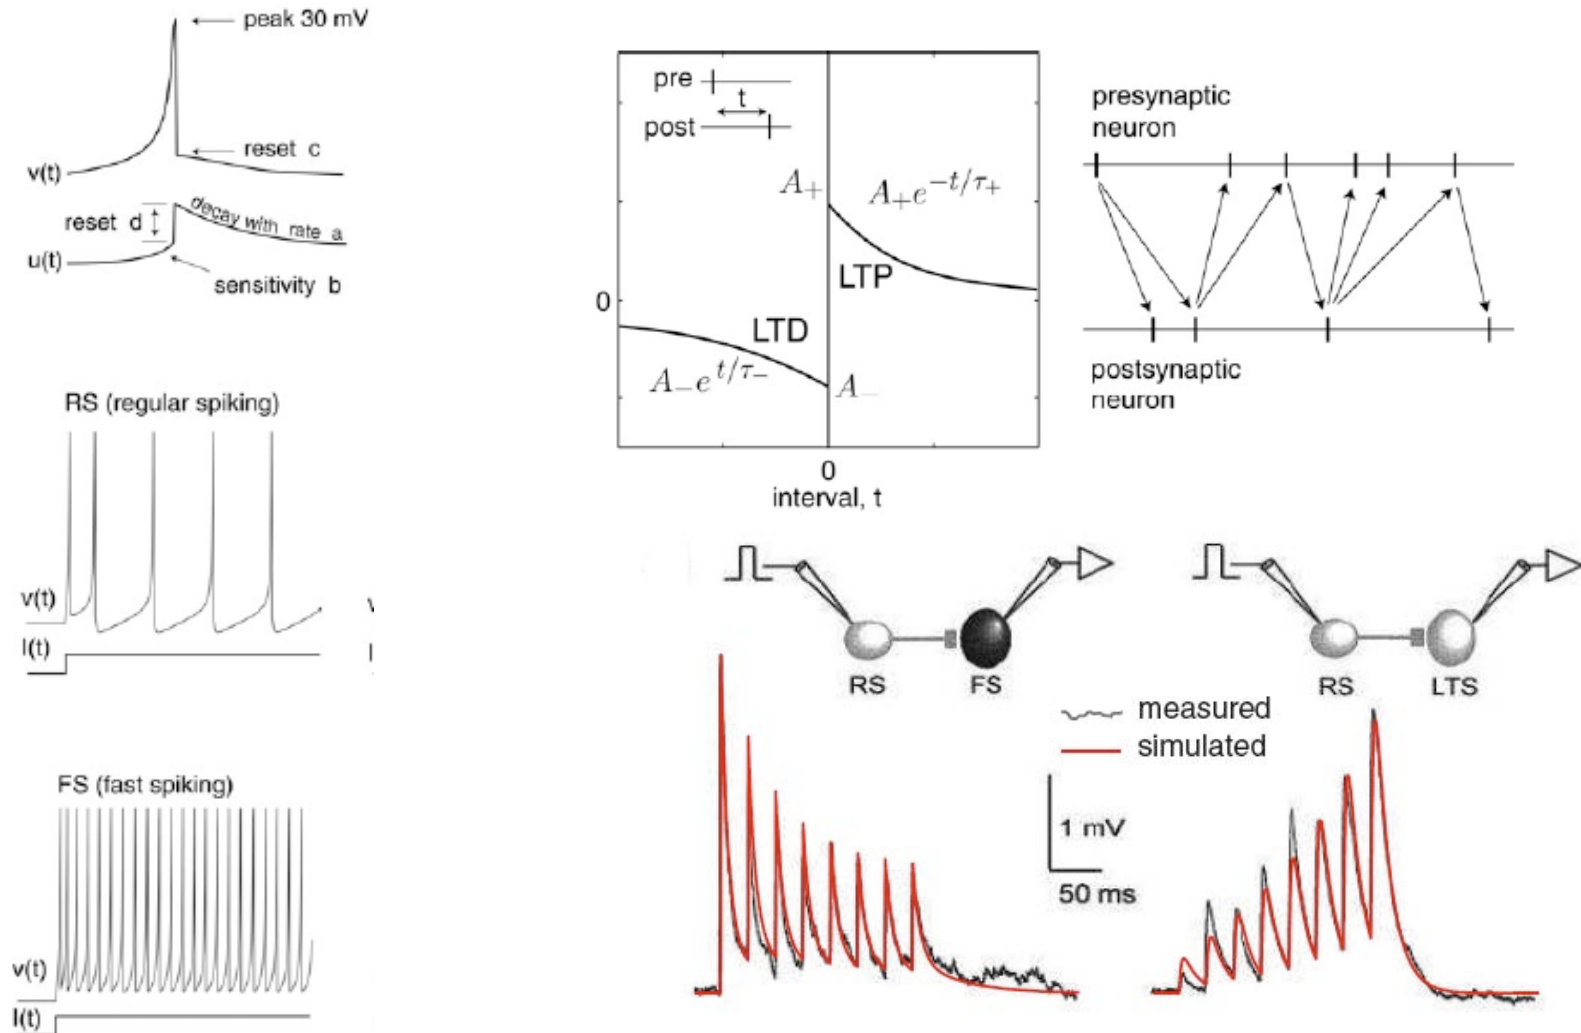 peak 30 mV
reset c
v(t)
reset d
decay with rate a
u(t)
sensitivity b
RS (regular spiking)
v(t)
I(t)
FS (fast spiking)
v(t)
I(t)
pre
t
post
A+
A+e−t/τ+
LTP
0
LTD
A−et/τ−
A−
0
interval, t
presynaptic
neuron
postsynaptic
neuron
RS
FS
RS
LTS
measured
simulated
1 mV
50 ms